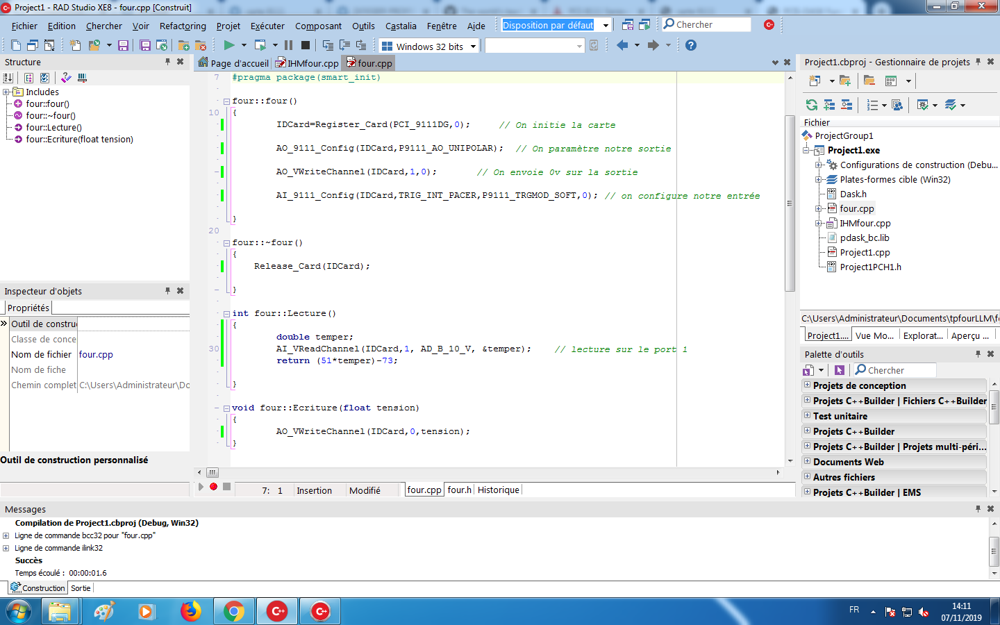 Project1 - RAD Studio XE8 - four.cpp [Construit]
Fichier Edition Chercher Voir Refactoring Projet Exécuter Composant Outils Castalia Fenêtre Aide Disposition par défaut Chercher
Windows 32 bits
Structure
Includes
four::four()
four::~four()
four::Lecture()
four::Ecriture(float tension)
Inspecteur d'objets
Propriétés
Outil de constru
Classe de conce
Nom de fichier four.cpp
Nom de fiche
Chemin complet C:\Users\Administrateur\Do
Outil de construction personnalisé
Page d'accueil IHMfour.cpp four.cpp
7 #pragma package(smart_init)
four::four()
10 {
IDCard=Register_Card(PCI_9111DG,0); // On initie la carte
AO_9111_Config(IDCard,P9111_AO_UNIPOLAR); // On paramètre notre sortie
AO_VWriteChannel(IDCard,1,0); // On envoie 0v sur la sortie
AI_9111_Config(IDCard,TRIG_INT_PACER,P9111_TRGMOD_SOFT,0); // on configure notre entrée
}
20
four::~four()
{
Release_Card(IDCard);
}
int four::Lecture()
{
double temper;
30 AI_VReadChannel(IDCard,1, AD_B_10_V, &temper); // lecture sur le port 1
return (51*temper)-73;
}
void four::Ecriture(float tension)
{
AO_VWriteChannel(IDCard,0,tension);
}
7: 1 Insertion Modifié four.cpp four.h Historique
Project1.cbproj - Gestionnaire de projets
Fichier
ProjectGroup1
Project1.exe
Configurations de construction (Debu...
Plates-formes cible (Win32)
Dask.h
four.cpp
IHMfour.cpp
pdask_bc.lib
Project1.cpp
Project1PCH1.h
C:\Users\Administrateur\Documents\tpfourLLM\f
Project1.... Vue Mo... Explorat... Aperçu ...
Palette d'outils
Chercher
Projets de conception
Projets C++Builder | Fichiers C++Builder
Test unitaire
Projets C++Builder
Projets C++Builder | Projets multi-péri...
Documents Web
Autres fichiers
Projets C++Builder | EMS
Messages
Compilation de Project1.cbproj (Debug, Win32)
Ligne de commande bcc32 pour "four.cpp"
Ligne de commande ilink32
Succès
Temps écoulé : 00:00:01.6
Construction Sortie
FR 14:11
07/11/2019